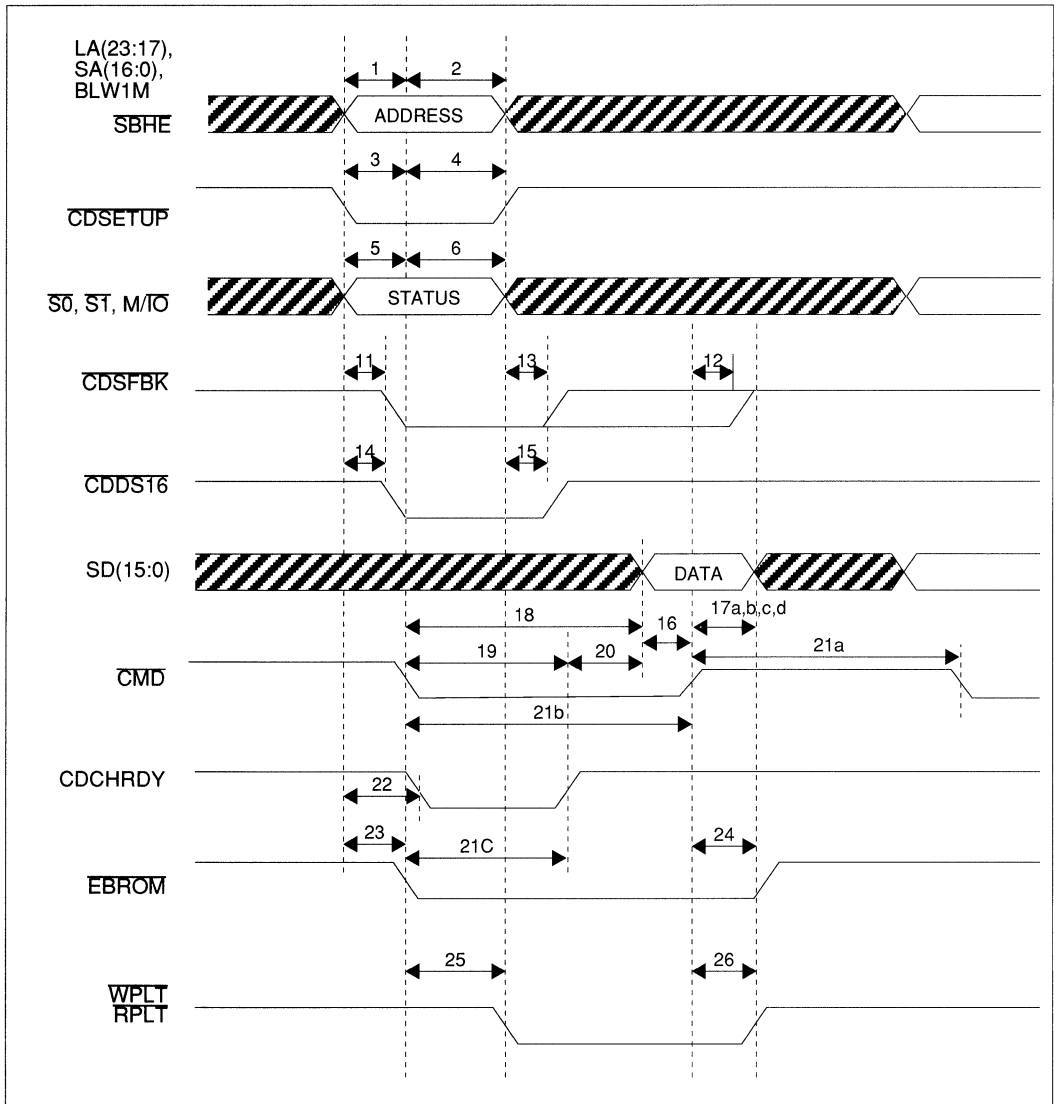 LA(23:17),
SA(16:0),
BLW1M
SBHE
1 2
ADDRESS
3 4
CDSETUP
5 6
S0, S1, M/IO
STATUS
11 13 12
CDSFBK
14 15
CDDS16
SD(15:0)
DATA
18 16 17a,b,c,d
19 20 21a
CMD
21b
CDCHRDY
22
23 21C 24
EBROM
25 26
WPLT
RPLT